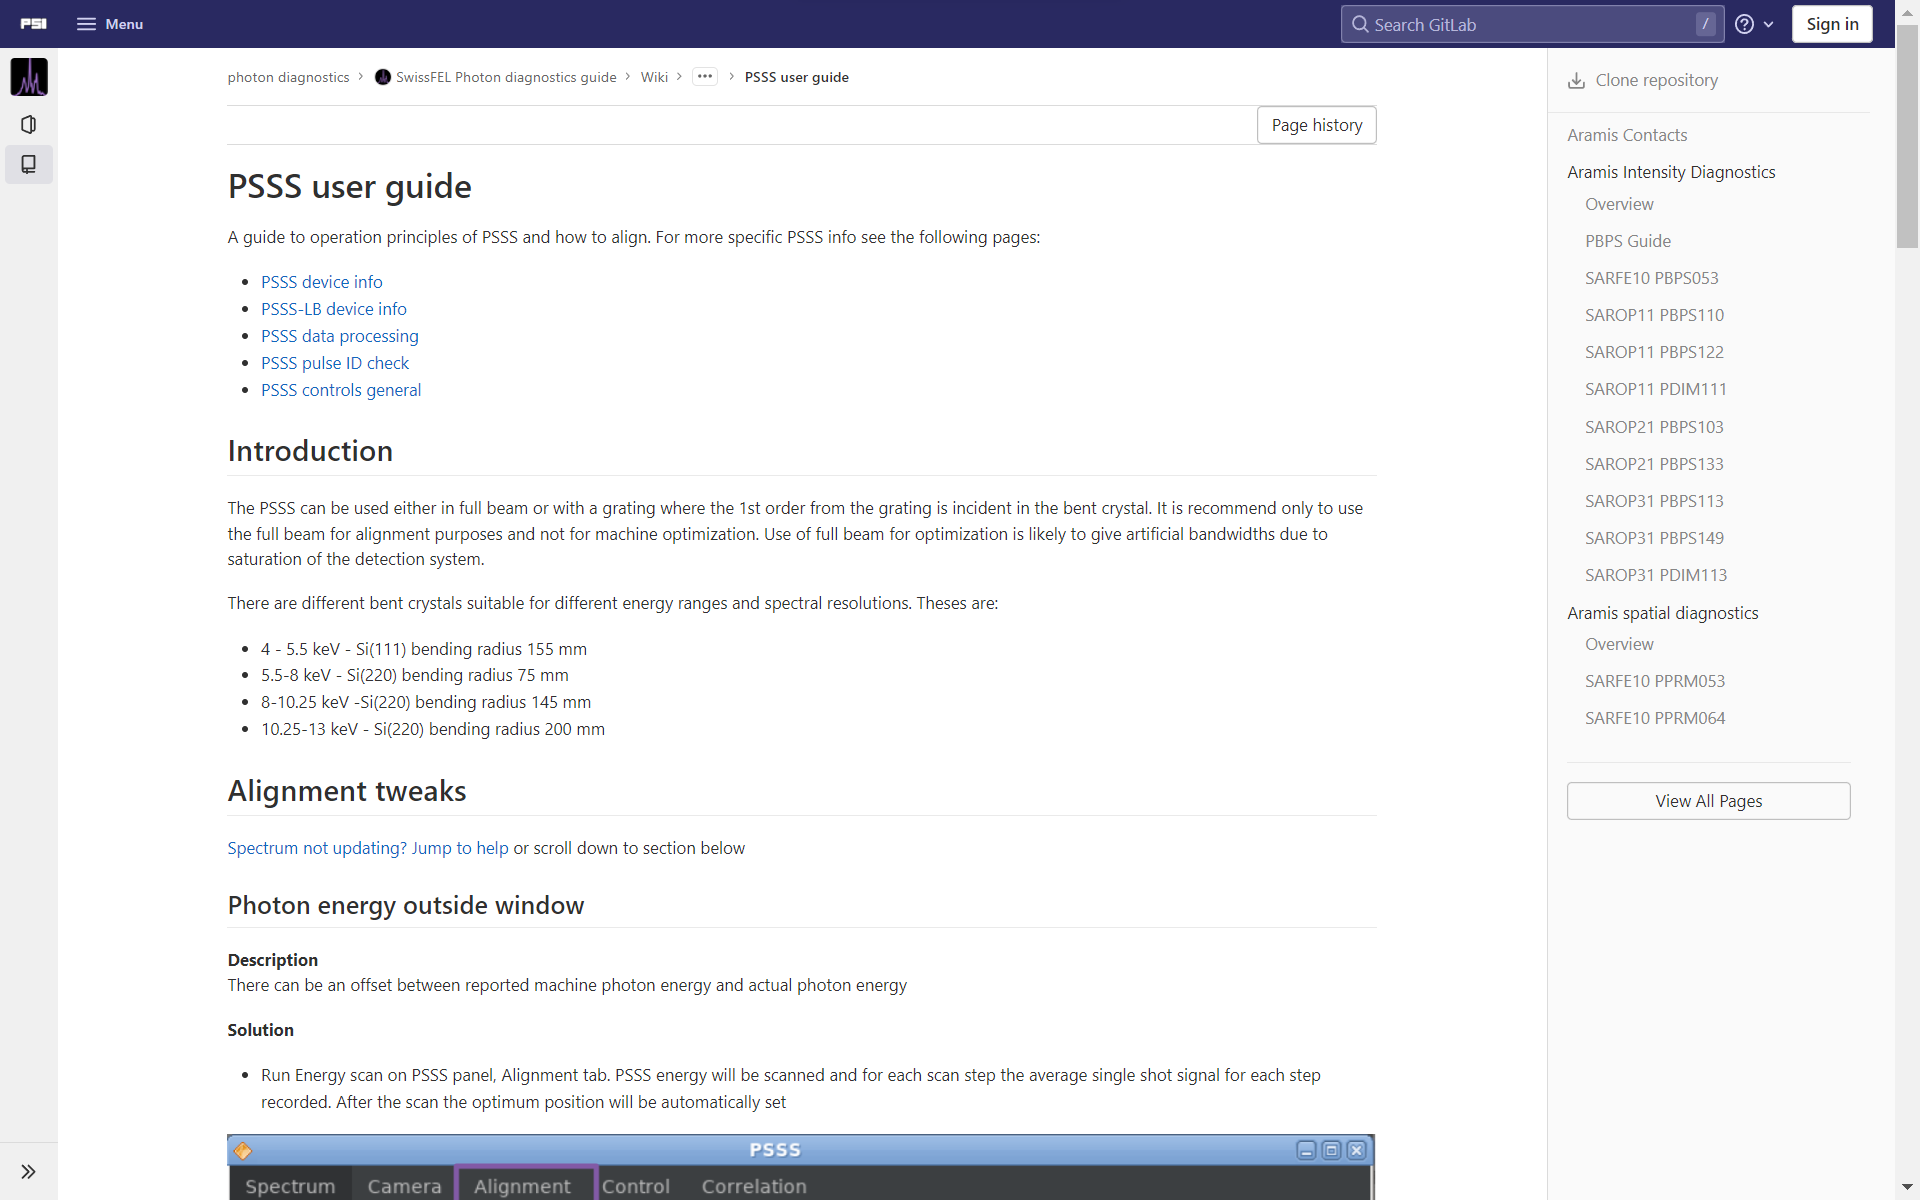 PSI Menu Search GitLab / Sign in
photon diagnostics SwissFEL Photon diagnostics guide Wiki PSSS user guide
Page history
PSSS user guide
A guide to operation principles of PSSS and how to align. For more specific PSSS info see the following pages:
PSSS device info
PSSS-LB device info
PSSS data processing
PSSS pulse ID check
PSSS controls general
Introduction
The PSSS can be used either in full beam or with a grating where the 1st order from the grating is incident in the bent crystal. It is recommend only to use
the full beam for alignment purposes and not for machine optimization. Use of full beam for optimization is likely to give artificial bandwidths due to
saturation of the detection system.
There are different bent crystals suitable for different energy ranges and spectral resolutions. Theses are:
4 - 5.5 keV - Si(111) bending radius 155 mm
5.5-8 keV - Si(220) bending radius 75 mm
8-10.25 keV -Si(220) bending radius 145 mm
10.25-13 keV - Si(220) bending radius 200 mm
Alignment tweaks
Spectrum not updating? Jump to help or scroll down to section below
Photon energy outside window
Description
There can be an offset between reported machine photon energy and actual photon energy
Solution
Run Energy scan on PSSS panel, Alignment tab. PSSS energy will be scanned and for each scan step the average single shot signal for each step
recorded. After the scan the optimum position will be automatically set
PSSS
Spectrum Camera Alignment Control Correlation
Clone repository
Aramis Contacts
Aramis Intensity Diagnostics
Overview
PBPS Guide
SARFE10 PBPS053
SAROP11 PBPS110
SAROP11 PBPS122
SAROP11 PDIM111
SAROP21 PBPS103
SAROP21 PBPS133
SAROP31 PBPS113
SAROP31 PBPS149
SAROP31 PDIM113
Aramis spatial diagnostics
Overview
SARFE10 PPRM053
SARFE10 PPRM064
View All Pages